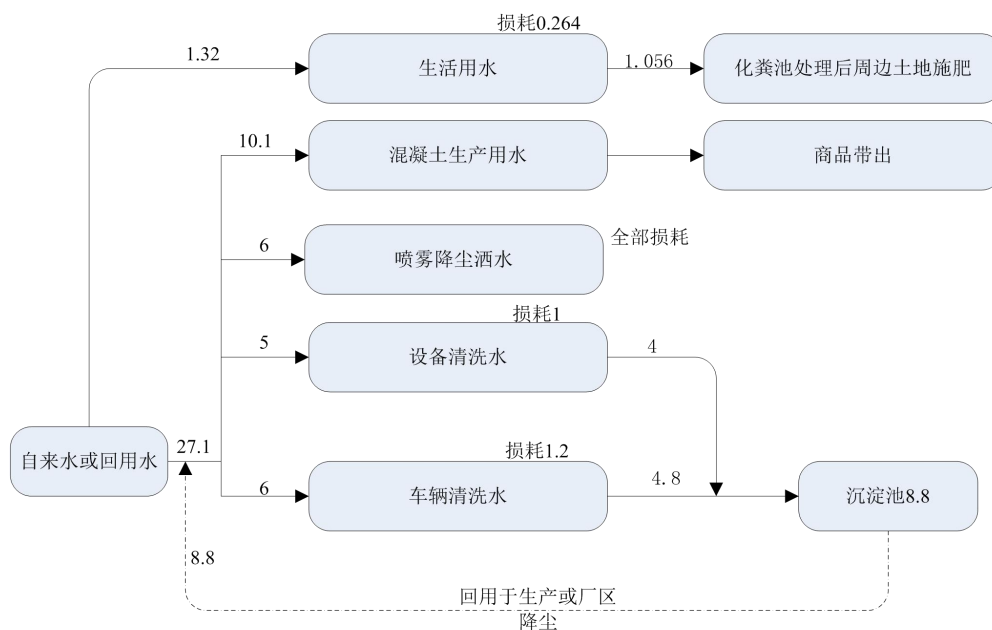 损耗0.264
1.32
生活用水
1.056
化粪池处理后周边土地施肥
10.1
混凝土生产用水
商品带出
6
喷雾降尘洒水
全部损耗
损耗1
5
设备清洗水
4
自来水或回用水
27.1
损耗1.2
6
车辆清洗水
4.8
沉淀池8.8
8.8
回用于生产或厂区
降尘